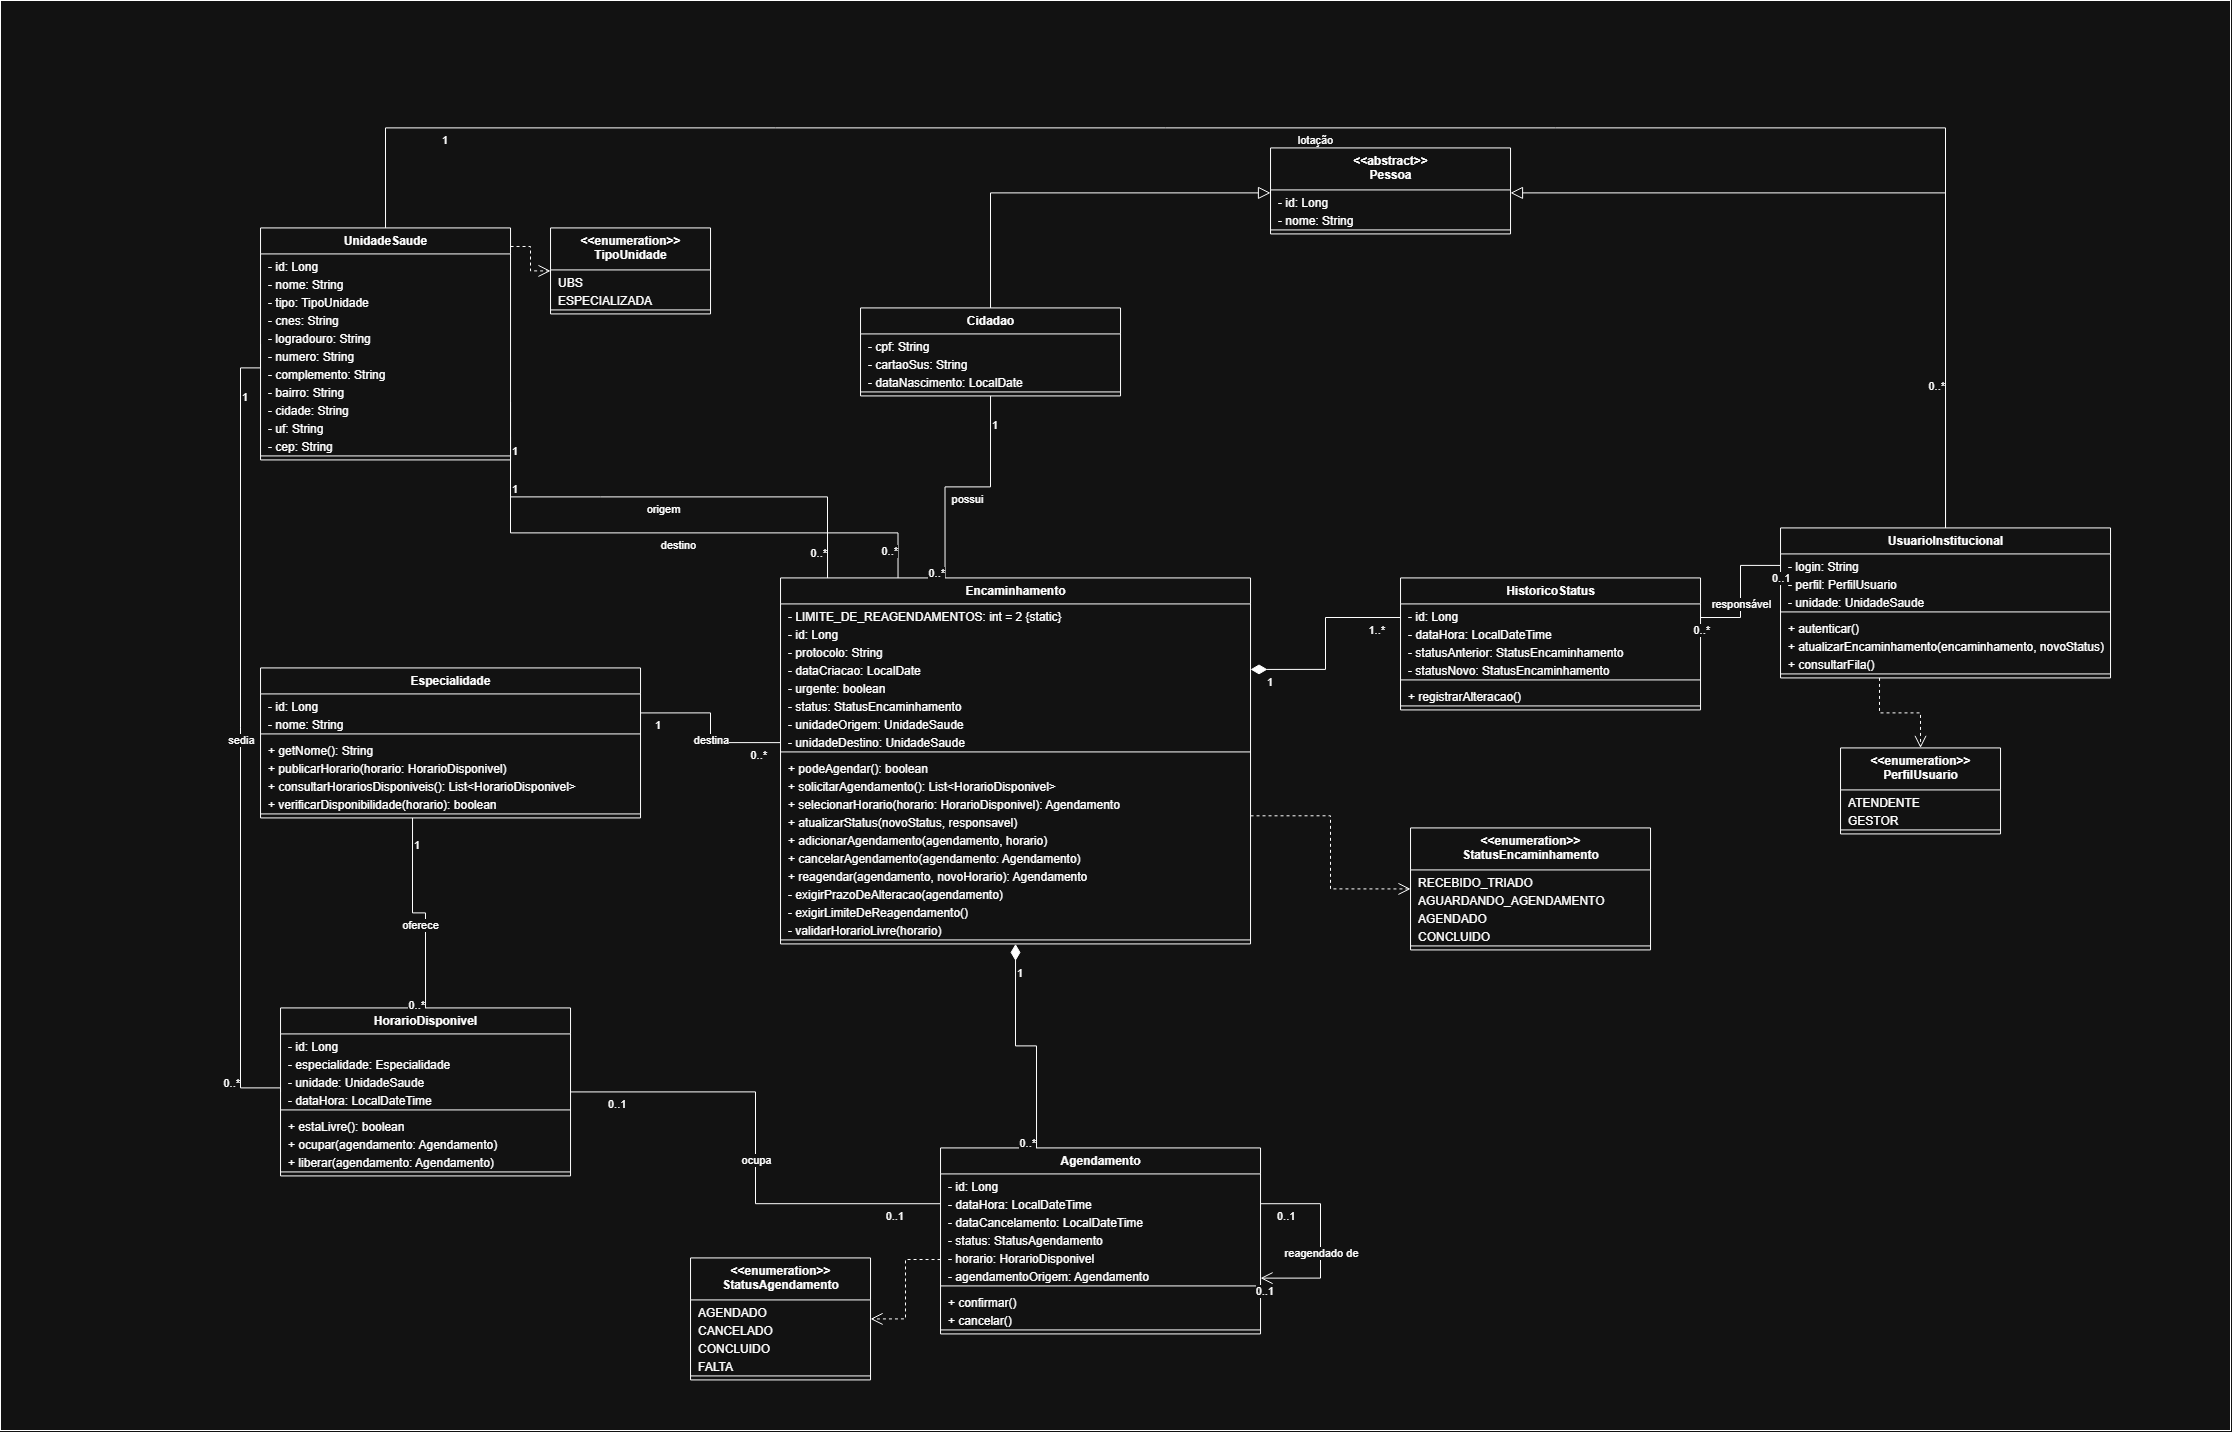 1
lotação
<<abstract>>
Pessoa
- id: Long
- nome: String
UnidadeSaude
- id: Long
- nome: String
- tipo: TipoUnidade
- cnes: String
- logradouro: String
- numero: String
- complemento: String
- bairro: String
- cidade: String
- uf: String
- cep: String
<<enumeration>>
TipoUnidade
UBS
ESPECIALIZADA
Cidadao
- cpf: String
- cartaoSus: String
- dataNascimento: LocalDate
0..*
1
1
1
1
origem
possui
destino
0..*
0..*
0..*
UsuarioInstitucional
- login: String
- perfil: PerfilUsuario
- unidade: UnidadeSaude
+ autenticar()
+ atualizarEncaminhamento(encaminhamento, novoStatus)
+ consultarFila()
0..1
responsável
0..*
HistoricoStatus
- id: Long
- dataHora: LocalDateTime
- statusAnterior: StatusEncaminhamento
- statusNovo: StatusEncaminhamento
+ registrarAlteracao()
1..*
1
Encaminhamento
- LIMITE_DE_REAGENDAMENTOS: int = 2 {static}
- id: Long
- protocolo: String
- dataCriacao: LocalDate
- urgente: boolean
- status: StatusEncaminhamento
- unidadeOrigem: UnidadeSaude
- unidadeDestino: UnidadeSaude
+ podeAgendar(): boolean
+ solicitarAgendamento(): List<HorarioDisponivel>
+ selecionarHorario(horario: HorarioDisponivel): Agendamento
+ atualizarStatus(novoStatus, responsavel)
+ adicionarAgendamento(agendamento, horario)
+ cancelarAgendamento(agendamento: Agendamento)
+ reagendar(agendamento, novoHorario): Agendamento
- exigirPrazoDeAlteracao(agendamento)
- exigirLimiteDeReagendamento()
- validarHorarioLivre(horario)
Especialidade
- id: Long
- nome: String
+ getNome(): String
+ publicarHorario(horario: HorarioDisponivel)
+ consultarHorariosDisponiveis(): List<HorarioDisponivel>
+ verificarDisponibilidade(horario): boolean
1
destina
0..*
sedia
<<enumeration>>
PerfilUsuario
ATENDENTE
GESTOR
<<enumeration>>
StatusEncaminhamento
RECEBIDO_TRIADO
AGUARDANDO_AGENDAMENTO
AGENDADO
CONCLUIDO
1
oferece
0..*
1
HorarioDisponivel
- id: Long
- especialidade: Especialidade
- unidade: UnidadeSaude
- dataHora: LocalDateTime
+ estaLivre(): boolean
+ ocupar(agendamento: Agendamento)
+ liberar(agendamento: Agendamento)
0..*
0..1
ocupa
0..1
0..*
Agendamento
- id: Long
- dataHora: LocalDateTime
- dataCancelamento: LocalDateTime
- status: StatusAgendamento
- horario: HorarioDisponivel
- agendamentoOrigem: Agendamento
+ confirmar()
+ cancelar()
0..1
reagendado de
0..1
<<enumeration>>
StatusAgendamento
AGENDADO
CANCELADO
CONCLUIDO
FALTA